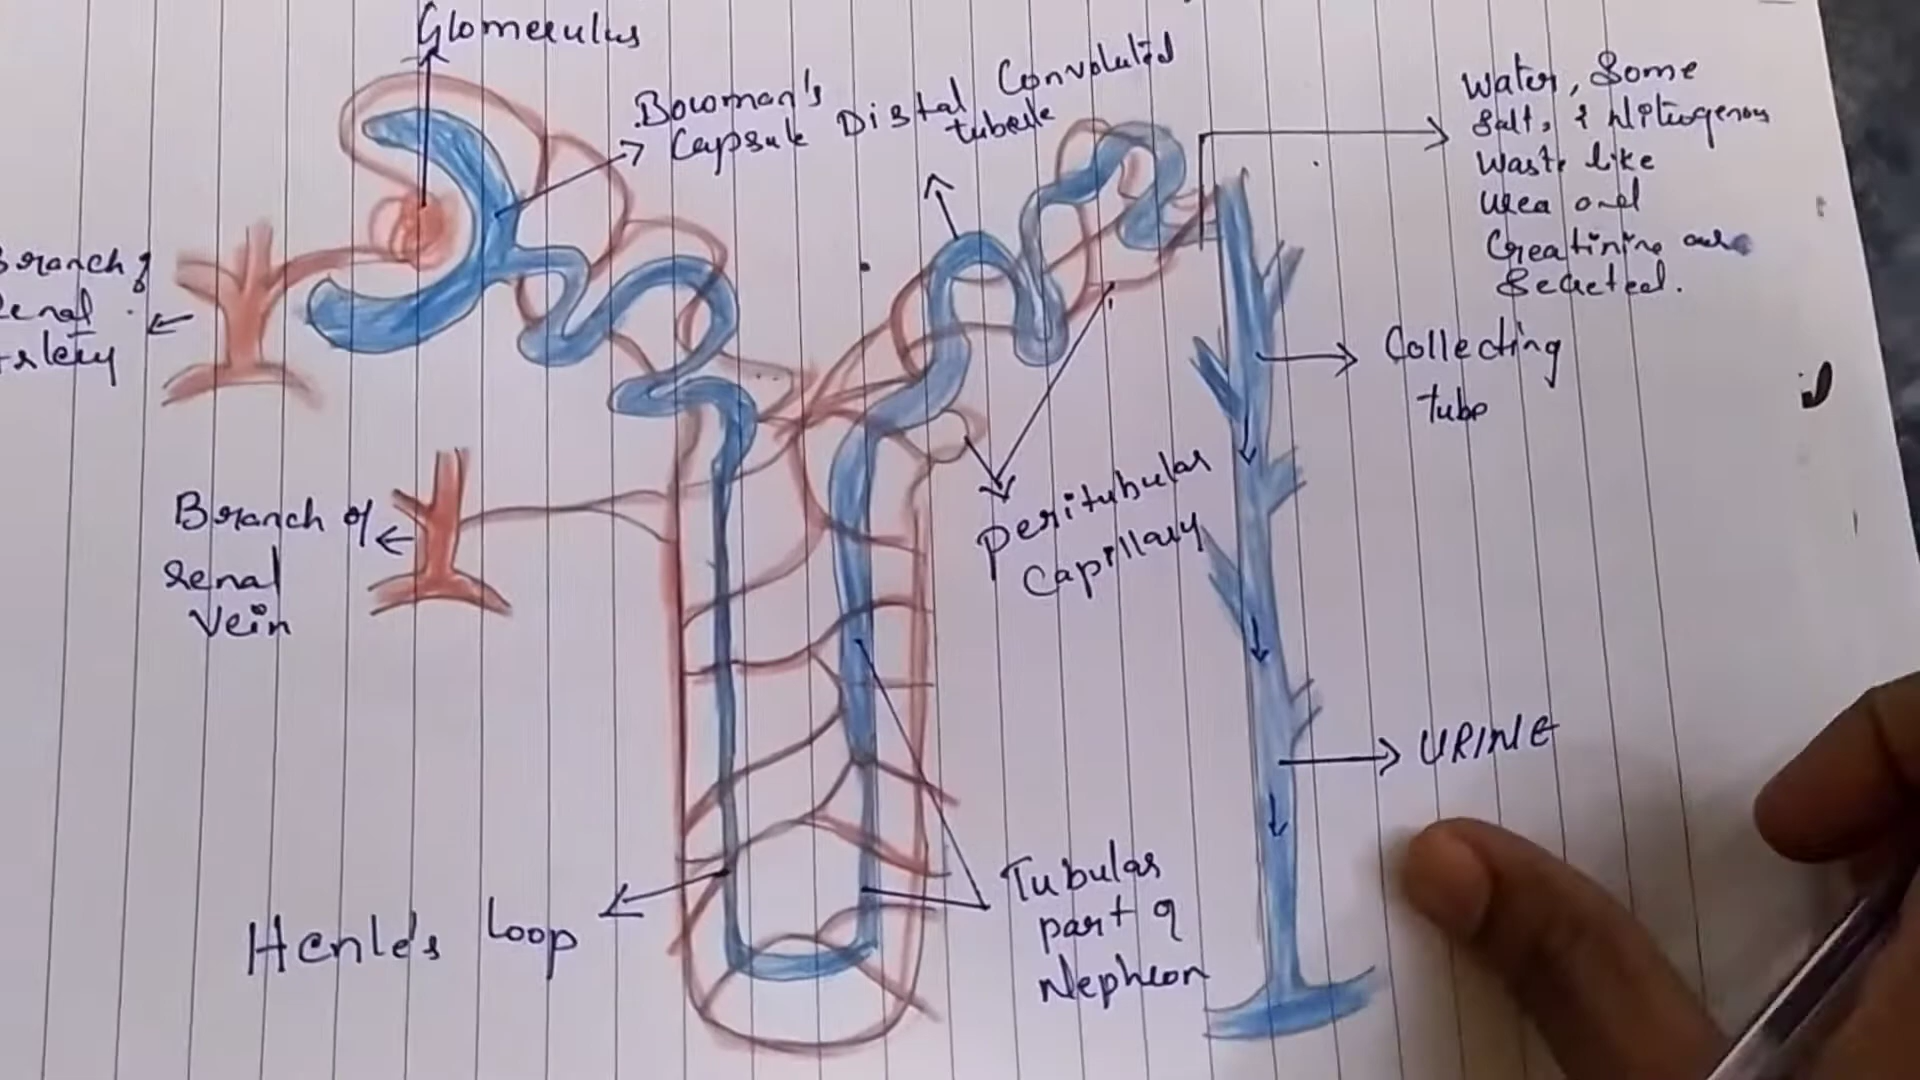 Glomerulus
Bowman's
Capsule
Distal Convoluted
tubule
Water, Some
Salt, & Nitrogenous
Waste like
Urea and
Creatinine are
Secreted.
Branch of
renal
Collecting
tube
Peritubular
Capillary
Branch of
renal
Vein
URINE
Tubular
part of
Nephron
Henle's Loop